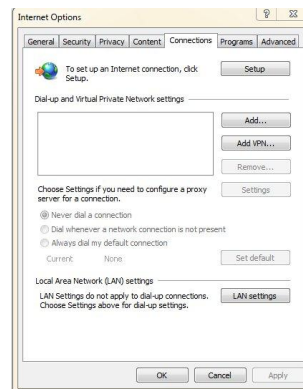 Internet Options
General Security Privacy Content Connections Programs Advanced
To set up an Internet connection, click
Setup.
Setup
Dial-up and Virtual Private Network settings
Add...
Add VPN...
Remove...
Choose Settings if you need to configure a proxy
server for a connection.
Settings
Never dial a connection
Dial whenever a network connection is not present
Always dial my default connection
Current None
Set default
Local Area Network (LAN) settings
LAN Settings do not apply to dial-up connections.
Choose Settings above for dial-up settings.
LAN settings
OK Cancel Apply